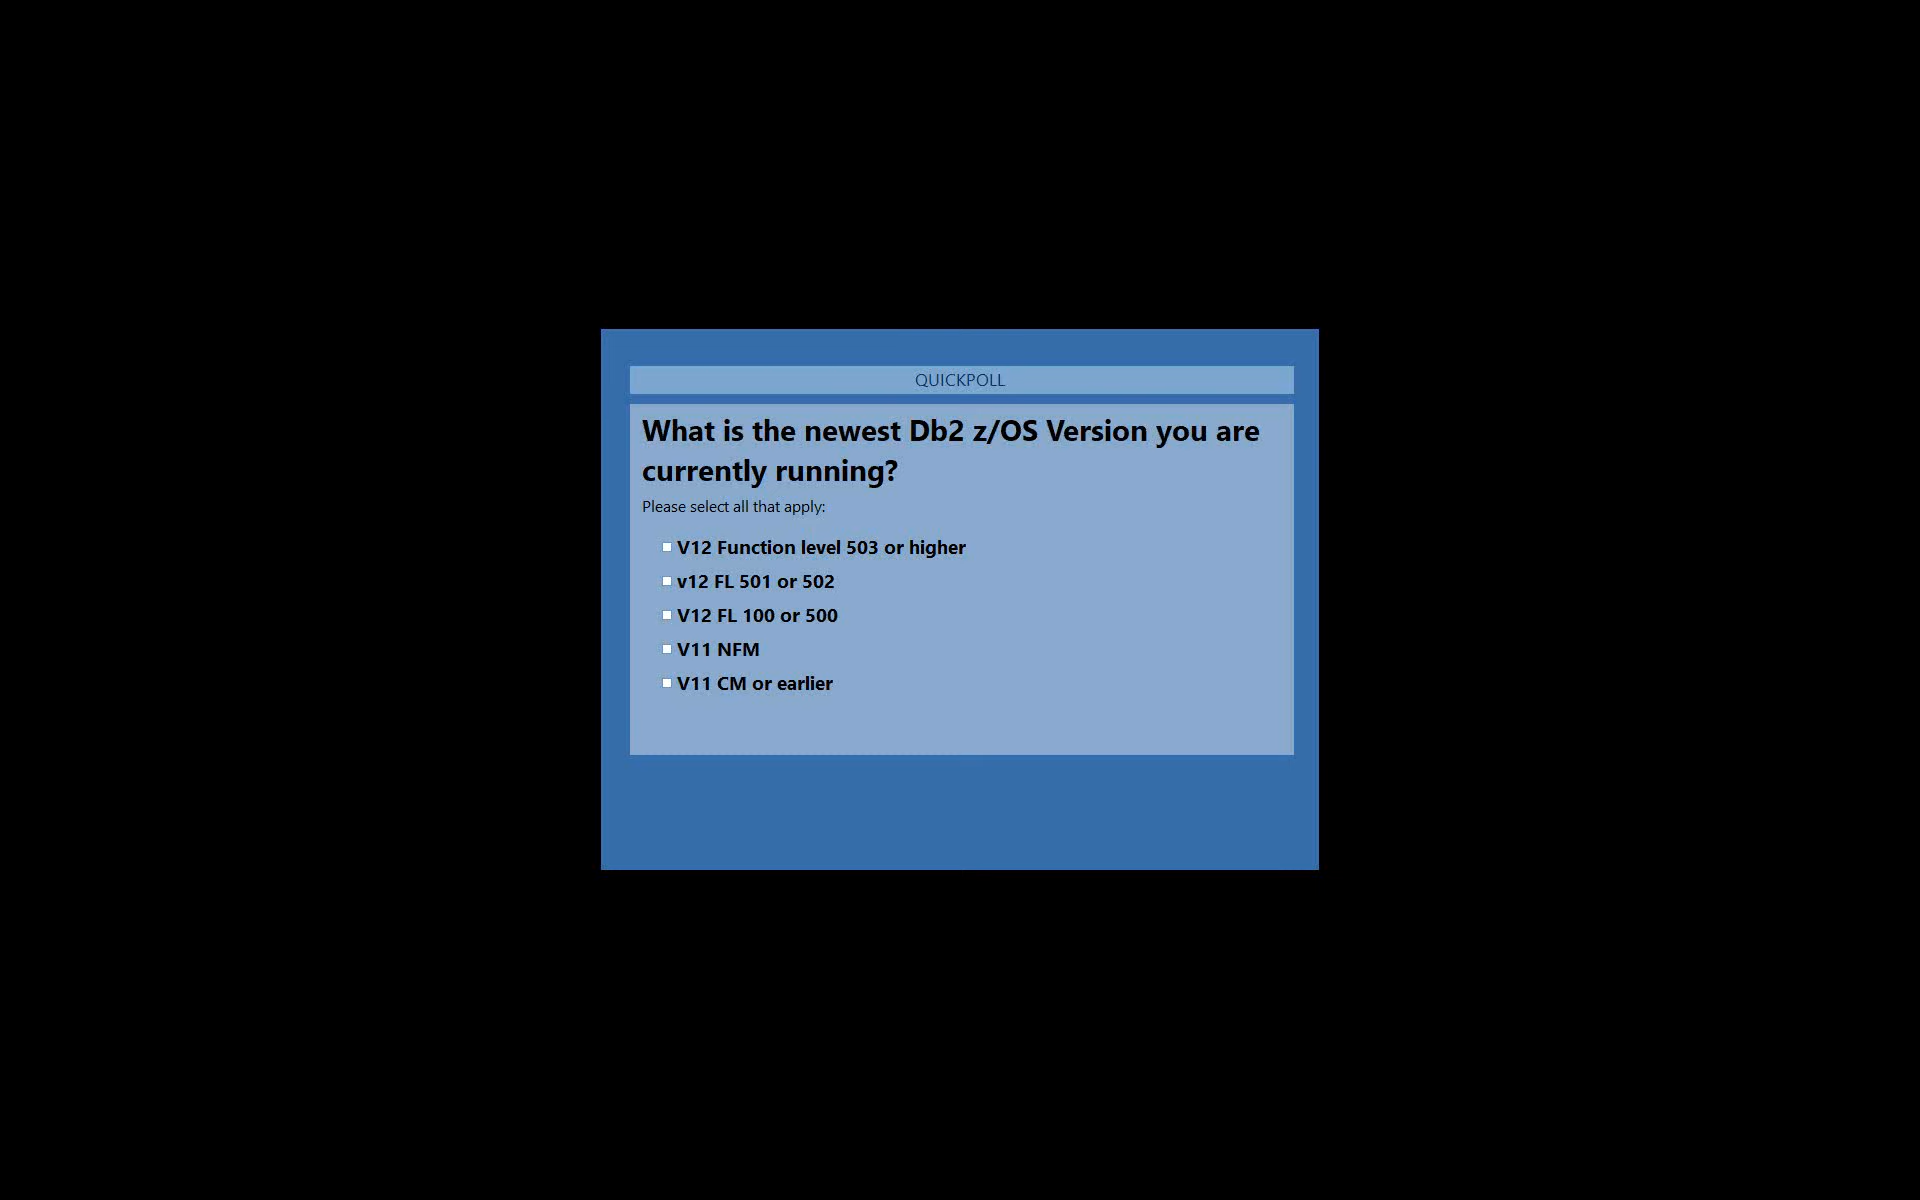 QUICKPOLL
What is the newest Db2 z/OS Version you are
currently running?
Please select all that apply:
V12 Function level 503 or higher
v12 FL 501 or 502
V12 FL 100 or 500
V11 NFM
V11 CM or earlier